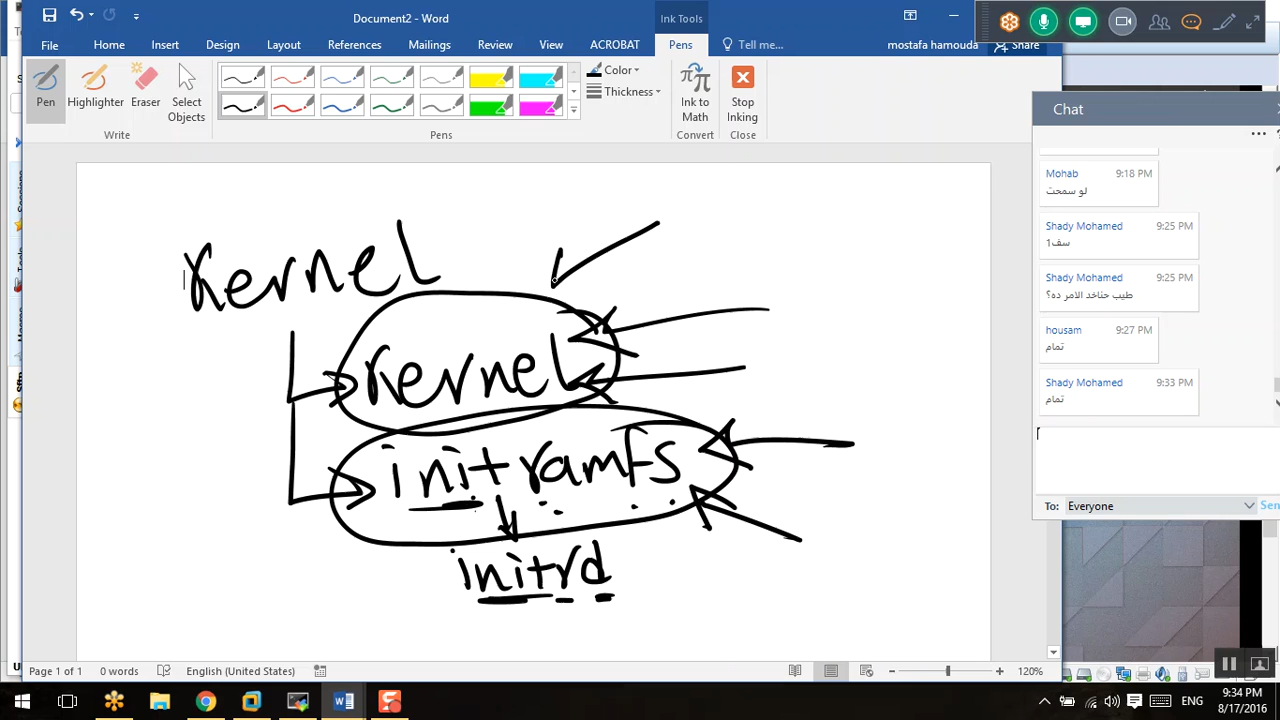 Document2 - Word
Ink Tools
File
Home
Insert
Design
Layout
References
Mailings
Review
View
ACROBAT
Pens
Tell me...
mostafa hamouda
Share
Pen
Highlighter
Eraser
Select Objects
Color
Thickness
Ink to Math
Stop Inking
Write
Pens
Convert
Close
kernel
kernel
initramfs
initrd
Chat
Mohab 9:18 PM
لو سمحت
Shady Mohamed 9:25 PM
سف1
Shady Mohamed 9:25 PM
طيب حناخد الامر ده؟
housam 9:27 PM
تمام
Shady Mohamed 9:33 PM
تمام
To: Everyone
Sen
Page 1 of 1
0 words
English (United States)
120%
ENG
9:34 PM
8/17/2016